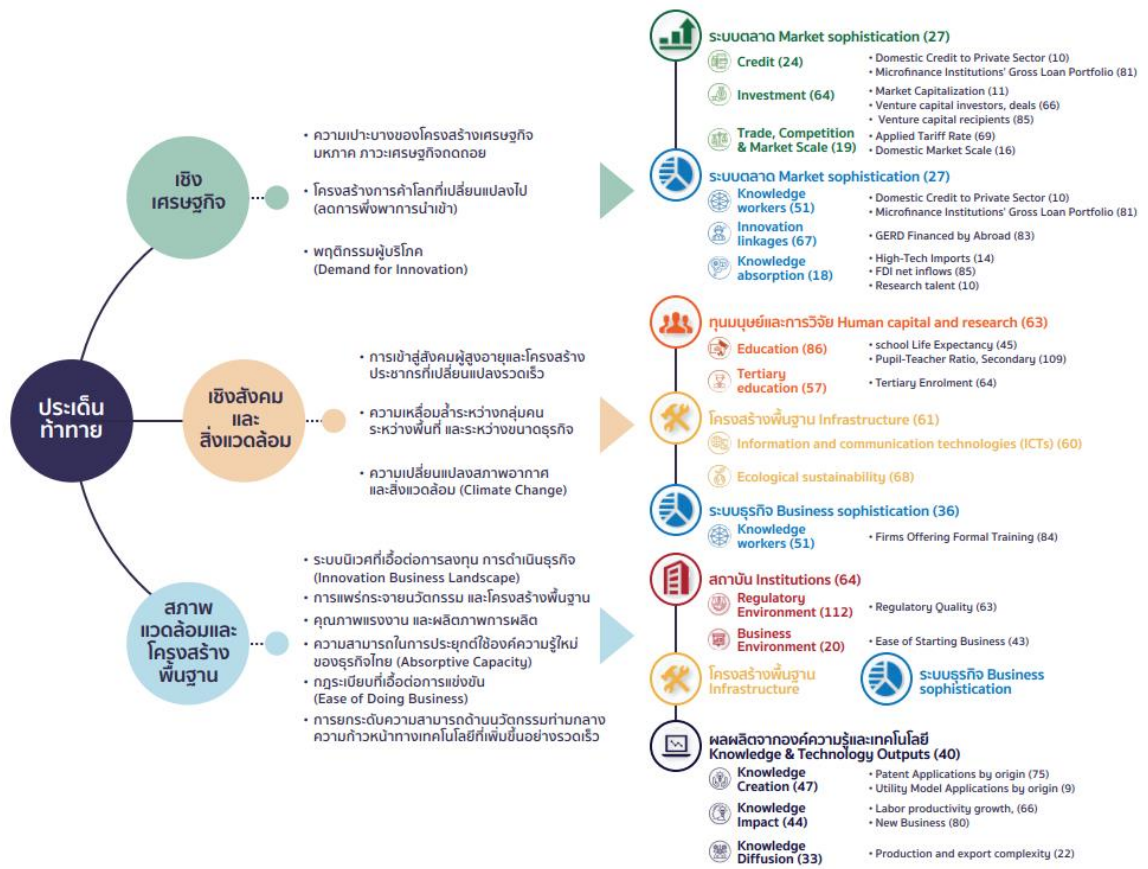 ประเด็น
ท้าทาย
เชิง
เศรษฐกิจ
• ความเปาะบางของโครงสร้างเศรษฐกิจ
มหภาค ภาวะเศรษฐกิจถดถอย
• โครงสร้างการค้าโลกที่เปลี่ยนแปลงไป
(ลดการพึ่งพาการนำเข้า)
• พฤติกรรมผู้บริโภค
(Demand for Innovation)
ระบบตลาด Market sophistication (27)
Credit (24)
• Domestic Credit to Private Sector (10)
• Microfinance Institutions' Gross Loan Portfolio (81)
Investment (64)
• Market Capitalization (11)
• Venture capital investors, deals (66)
• Venture capital recipients (85)
Trade, Competition
& Market Scale (19)
• Applied Tariff Rate (69)
• Domestic Market Scale (16)
ระบบตลาด Market sophistication (27)
Knowledge
workers (51)
• Domestic Credit to Private Sector (10)
• Microfinance Institutions' Gross Loan Portfolio (81)
Innovation
linkages (67)
• GERD Financed by Abroad (83)
Knowledge
absorption (18)
• High-Tech Imports (14)
• FDI net inflows (85)
• Research talent (10)
เชิงสังคม
และ
สิ่งแวดล้อม
• การเข้าสู่สังคมผู้สูงอายุและโครงสร้าง
ประชากรที่เปลี่ยนแปลงรวดเร็ว
• ความเหลื่อมล้ำระหว่างกลุ่มคน
ระหว่างพื้นที่ และระหว่างขนาดธุรกิจ
• ความเปลี่ยนแปลงสภาพอากาศ
และสิ่งแวดล้อม (Climate Change)
ทุนมนุษย์และการวิจัย Human capital and research (63)
Education (86)
• school Life Expectancy (45)
• Pupil-Teacher Ratio, Secondary (109)
Tertiary
education (57)
• Tertiary Enrolment (64)
โครงสร้างพื้นฐาน Infrastructure (61)
Information and communication technologies (ICTs) (60)
Ecological sustainability (68)
ระบบธุรกิจ Business sophistication (36)
Knowledge
workers (51)
• Firms Offering Formal Training (84)
สภาพ
แวดล้อมและ
โครงสร้าง
พื้นฐาน
• ระบบนิเวศที่เอื้อต่อการลงทุน การดำเนินธุรกิจ
(Innovation Business Landscape)
• การแพร่กระจายนวัตกรรม และโครงสร้างพื้นฐาน
• คุณภาพแรงงาน และผลิตภาพการผลิต
• ความสามารถในการประยุกต์ใช้องค์ความรู้ใหม่
ของธุรกิจไทย (Absorptive Capacity)
• กฎระเบียบที่เอื้อต่อการแข่งขัน
(Ease of Doing Business)
• การยกระดับความสามารถด้านนวัตกรรมท่ามกลาง
ความก้าวหน้าทางเทคโนโลยีที่เพิ่มขึ้นอย่างรวดเร็ว
สถาบัน Institutions (64)
Regulatory
Environment (112)
• Regulatory Quality (63)
Business
Environment (20)
• Ease of Starting Business (43)
โครงสร้างพื้นฐาน
Infrastructure
ระบบธุรกิจ Business
sophistication
ผลผลิตจากองค์ความรู้และเทคโนโลยี
Knowledge & Technology Outputs (40)
Knowledge
Creation (47)
• Patent Applications by origin (75)
• Utility Model Applications by origin (9)
Knowledge
Impact (44)
• Labor productivity growth, (66)
• New Business (80)
Knowledge
Diffusion (33)
• Production and export complexity (22)